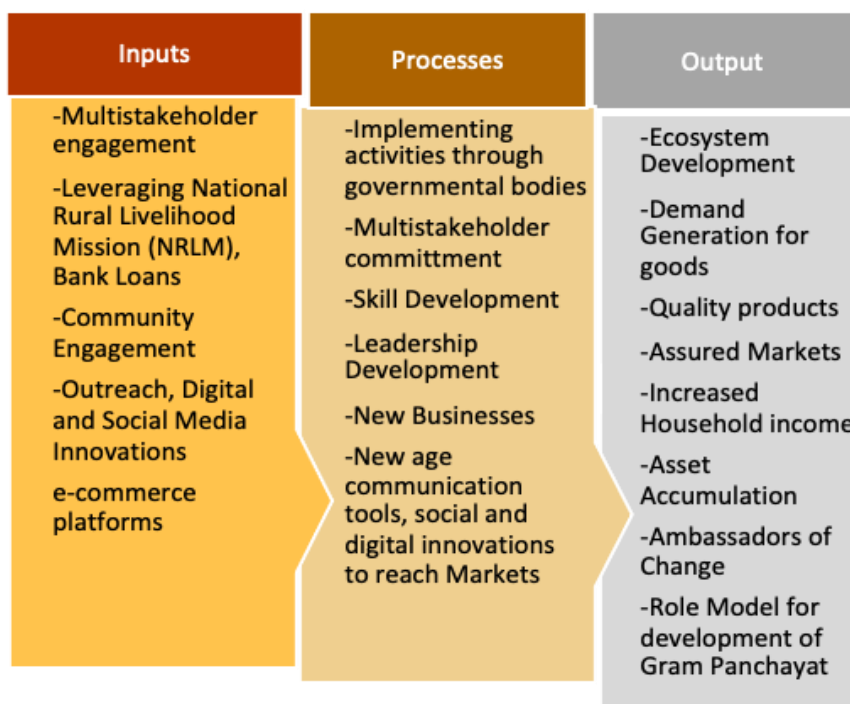 Inputs
-Multistakeholder
engagement
-Leveraging National
Rural Livelihood
Mission (NRLM),
Bank Loans
-Community
Engagement
-Outreach, Digital
and Social Media
Innovations
e-commerce
platforms
Processes
-Implementing
activities through
governmental bodies
-Multistakeholder
committment
-Skill Development
-Leadership
Development
-New Businesses
-New age
communication
tools, social and
digital innovations
to reach Markets
Output
-Ecosystem
Development
-Demand
Generation for
goods
-Quality products
-Assured Markets
-Increased
Household income
-Asset
Accumulation
-Ambassadors of
Change
-Role Model for
development of
Gram Panchayat